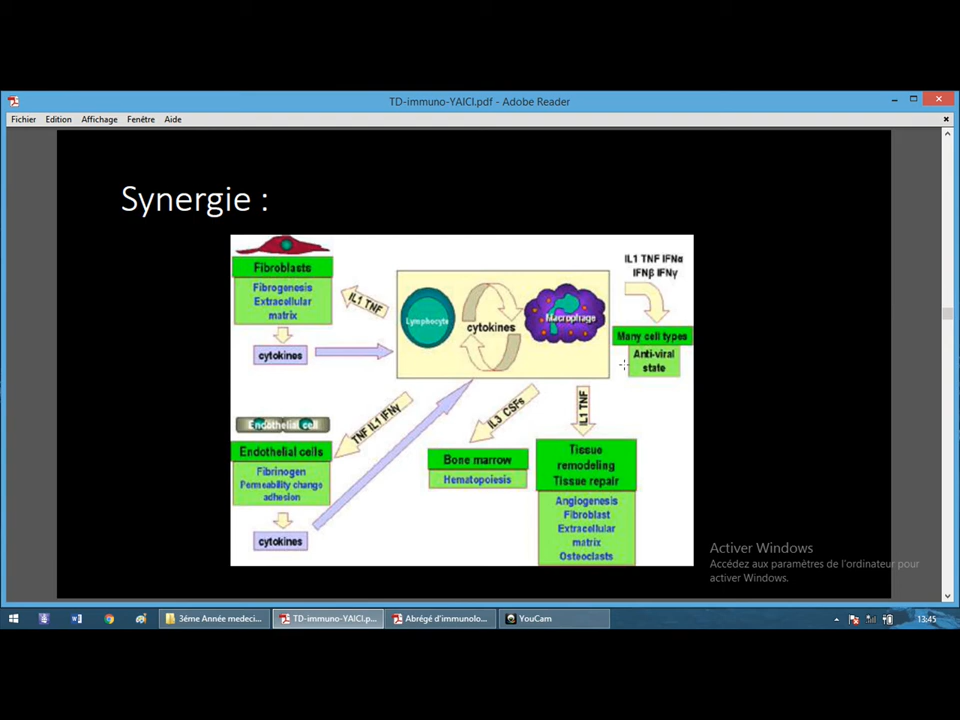 TD-immuno-YAICI.pdf - Adobe Reader
Fichier Edition Affichage Fenêtre Aide
Synergie :
Fibroblasts
Fibrogenesis
Extracellular
matrix
cytokines
IL1 TNF
Lymphocyte
cytokines
Macrophage
IL1 TNF IFNα
IFNβ IFNγ
Many cell types
Anti-viral
state
Endothelial cell
Endothelial cells
Fibrinogen
Permeability change
adhesion
cytokines
TNF IL1 IFNγ
IL3 CSFs
Bone marrow
Hematopoiesis
IL1 TNF
Tissue
remodeling
Tissue repair
Angiogenesis
Fibroblast
Extracellular
matrix
Osteoclasts
Activer Windows
Accédez aux paramètres de l'ordinateur pour
activer Windows.
3éme Année medeci...
TD-immuno-YAICI.p...
Abrégé d'immunolo...
YouCam
13:45